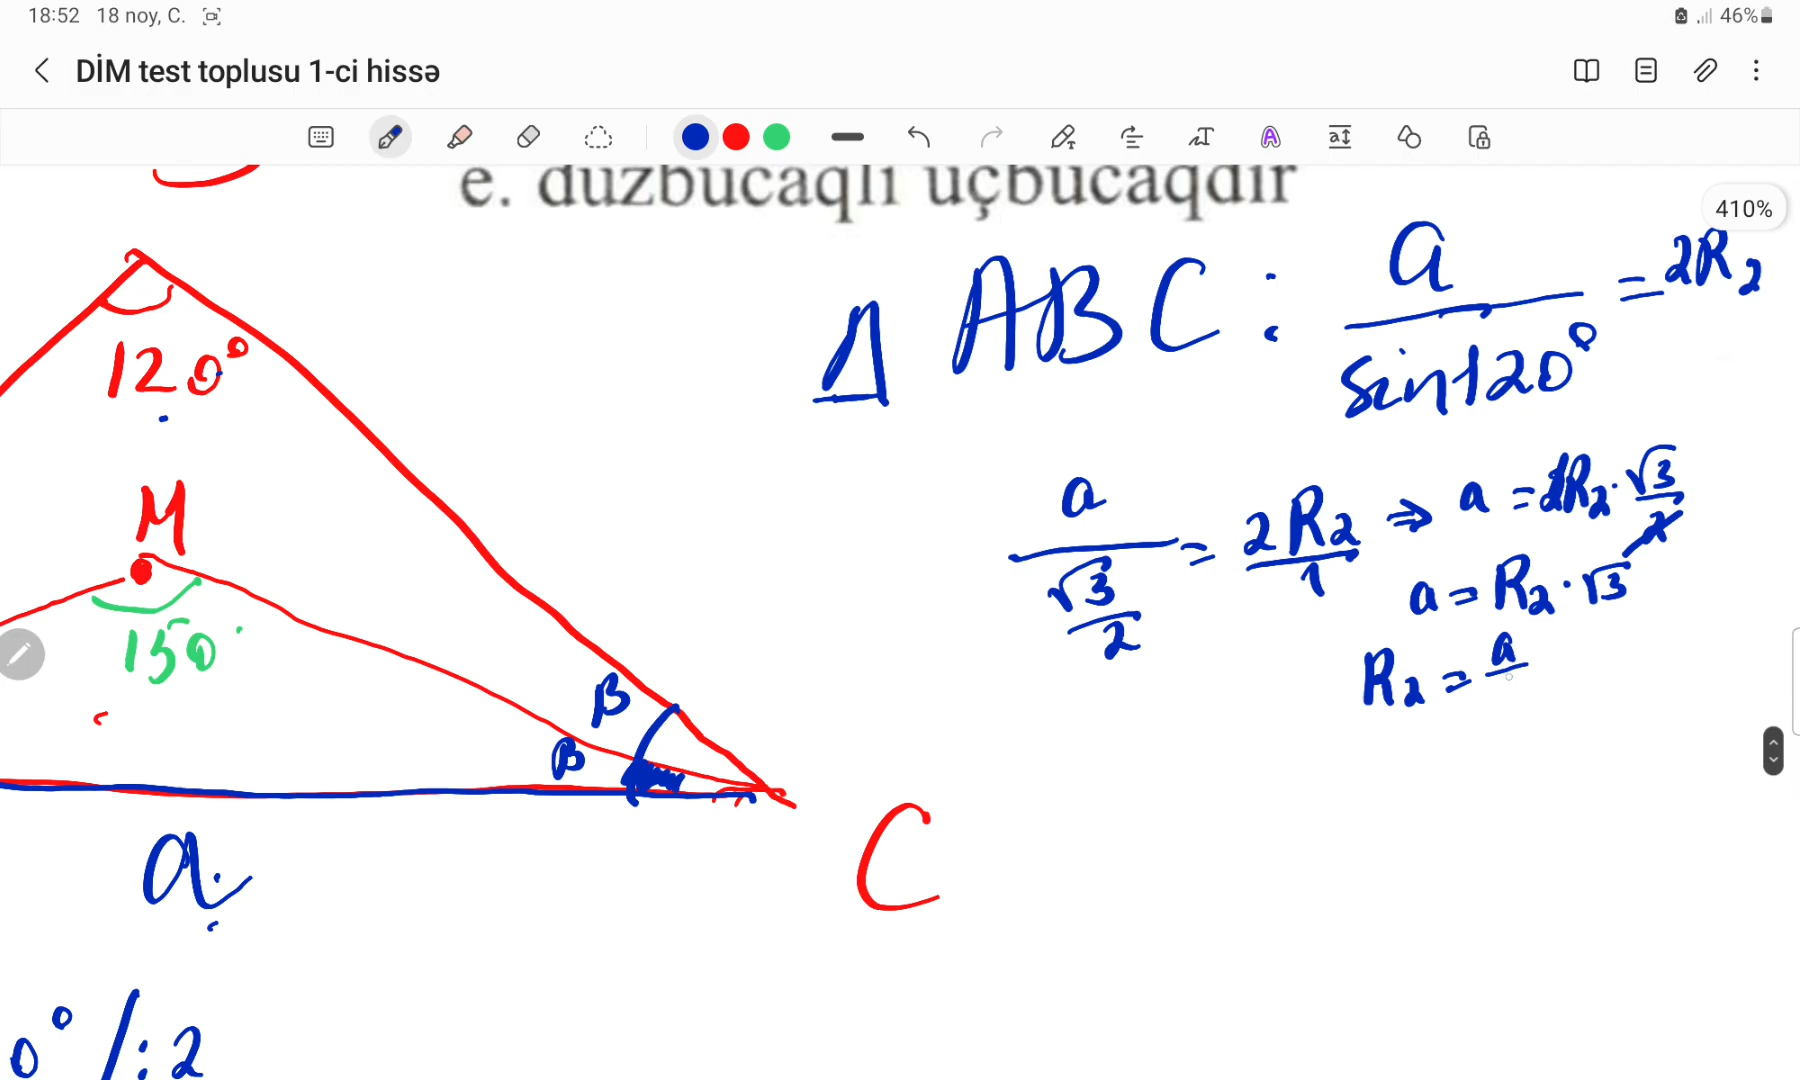 18:52 18 noy, C. 46%
DİM test toplusu 1-ci hissə
e. düzbucaqlı üçbucaqdır
410%
Δ ABC : a / sin120° = 2R₂
120°
M
150°
a / (√3/2) = 2R₂/1 ⇒ a = 2R₂ · √3/2
a = R₂ · √3
R₂ = a/
β
β
a
C
0° / : 2